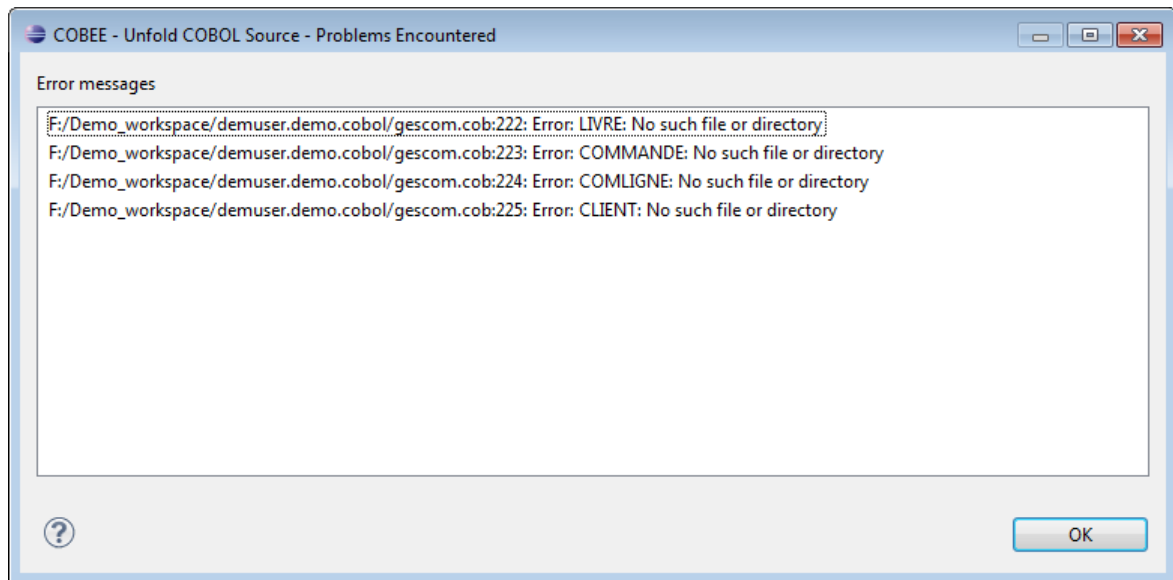 COBEE - Unfold COBOL Source - Problems Encountered
Error messages
F:/Demo_workspace/demuser.demo.cobol/gescom.cob:222: Error: LIVRE: No such file or directory
F:/Demo_workspace/demuser.demo.cobol/gescom.cob:223: Error: COMMANDE: No such file or directory
F:/Demo_workspace/demuser.demo.cobol/gescom.cob:224: Error: COMLIGNE: No such file or directory
F:/Demo_workspace/demuser.demo.cobol/gescom.cob:225: Error: CLIENT: No such file or directory
?
OK